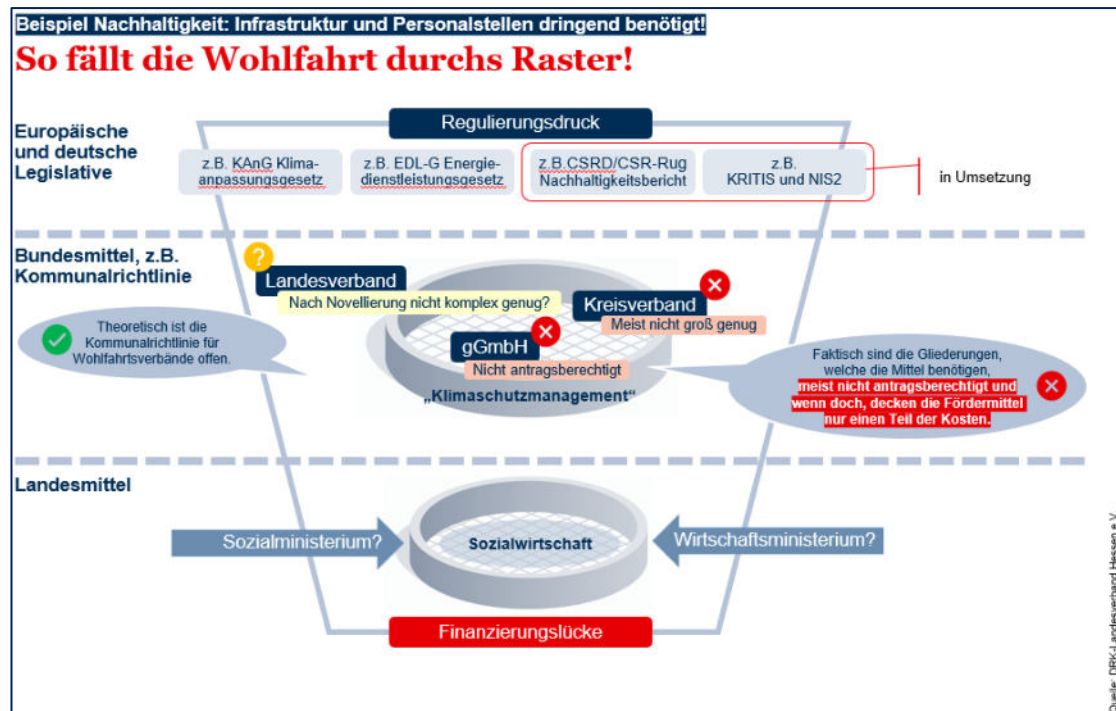 Beispiel Nachhaltigkeit: Infrastruktur und Personalstellen dringend benötigt!
So fällt die Wohlfahrt durchs Raster!
Regulierungsdruck
Europäische
und deutsche
Legislative
z.B. KAnG Klima-
anpassungsgesetz
z.B. EDL-G Energie-
dienstleistungsgesetz
z.B.CSRD/CSR-Rug
Nachhaltigkeitsbericht
z.B.
KRITIS und NIS2
in Umsetzung
Bundesmittel, z.B.
Kommunalrichtlinie
?
Landesverband
Nach Novellierung nicht komplex genug?
Kreisverband
Meist nicht groß genug
gGmbH
Nicht antragsberechtigt
„Klimaschutzmanagement“
Theoretisch ist die
Kommunalrichtlinie für
Wohlfahrtsverbände offen.
Faktisch sind die Gliederungen,
welche die Mittel benötigen,
meist nicht antragsberechtigt und
wenn doch, decken die Fördermittel
nur einen Teil der Kosten.
Landesmittel
Sozialministerium?
Sozialwirtschaft
Wirtschaftsministerium?
Finanzierungslücke
Quelle: DRK-Landesverband Hessen e.V.